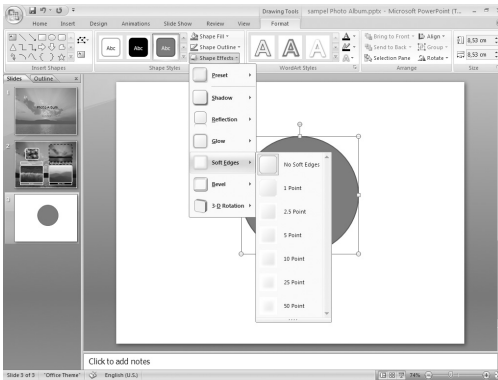 Drawing Tools sampel Photo Album.pptx - Microsoft PowerPoint (T...
Home Insert Design Animations Slide Show Review View Format
Abc Abc Abc
Shape Fill
Shape Outline
Shape Effects
A A A
Bring to Front Align
Send to Back Group
Selection Pane Rotate
8,53 cm
8,53 cm
Insert Shapes Shape Styles WordArt Styles Arrange Size
Slides Outline
1
2
3
Preset
Shadow
Reflection
Glow
Soft Edges
Bevel
3-D Rotation
No Soft Edges
1 Point
2.5 Point
5 Point
10 Point
25 Point
50 Point
Click to add notes
Slide 3 of 3 "Office Theme" English (U.S.) 74%